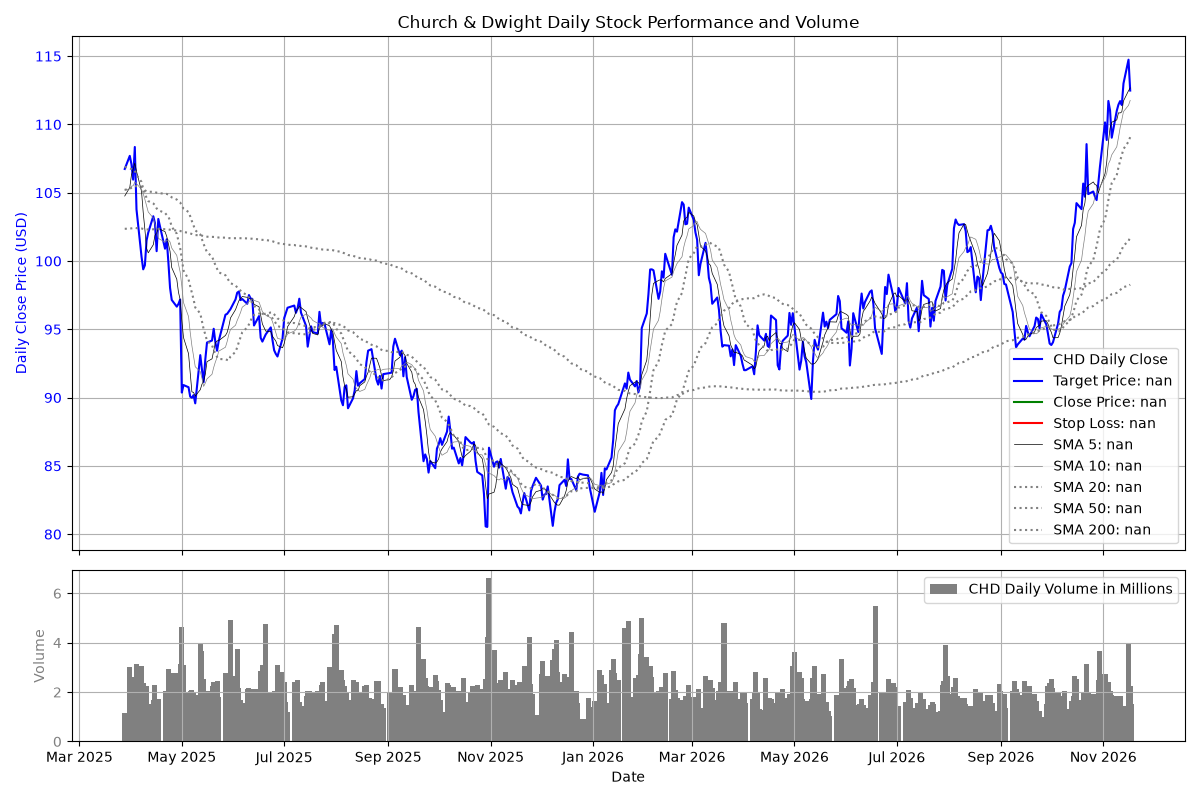 Church & Dwight Daily Stock Performance and Volume
Daily Close Price (USD)
115
110
105
100
95
90
85
80
CHD Daily Close
Target Price: nan
Close Price: nan
Stop Loss: nan
SMA 5: nan
SMA 10: nan
SMA 20: nan
SMA 50: nan
SMA 200: nan
Volume
6
4
2
0
CHD Daily Volume in Millions
Mar 2025 May 2025 Jul 2025 Sep 2025 Nov 2025 Jan 2026 Mar 2026 May 2026 Jul 2026 Sep 2026 Nov 2026
Date